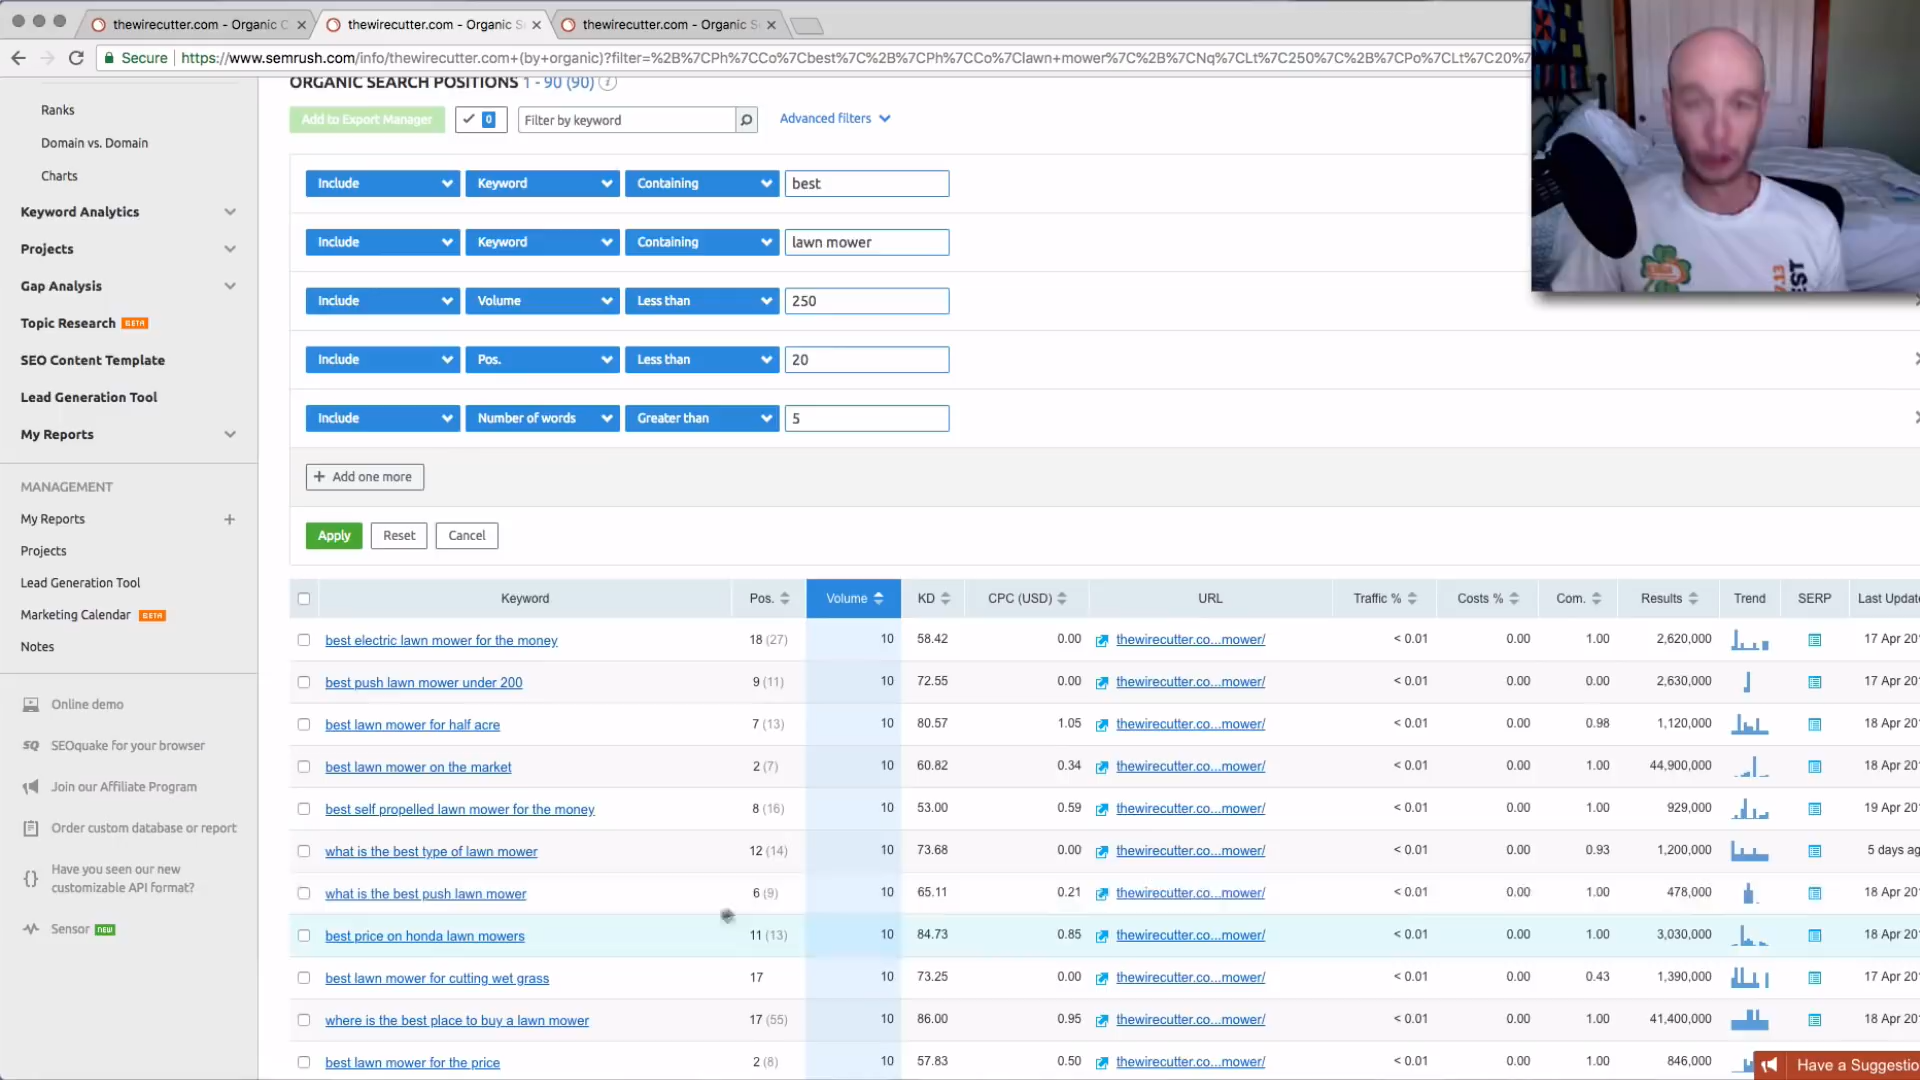 thewirecutter.com - Organic
thewirecutter.com - Organic
thewirecutter.com - Organic
Secure
https://www.semrush.com/info/thewirecutter.com+(by+organic)?filter=%2B%7CPh%7CCo%7Cbest%7C%2B%7CPh%7CCo%7Clawn+mower%7C%2B%7CNq%7CLt%7C250%7C%2B%7CPo%7CLt%7C20%7
Ranks
Domain vs. Domain
Charts
Keyword Analytics
Projects
Gap Analysis
Topic Research BETA
SEO Content Template
Lead Generation Tool
My Reports
MANAGEMENT
My Reports +
Projects
Lead Generation Tool
Marketing Calendar BETA
Notes
Online demo
SQ SEOquake for your browser
Join our Affiliate Program
Order custom database or report
{} Have you seen our new
customizable API format?
Sensor NEW
ORGANIC SEARCH POSITIONS 1 - 90 (90) i
Add to Export Manager 0 Filter by keyword Advanced filters
Include Keyword Containing best
Include Keyword Containing lawn mower
Include Volume Less than 250
Include Pos. Less than 20
Include Number of words Greater than 5
+ Add one more
Apply Reset Cancel
Keyword Pos. Volume KD CPC (USD) URL Traffic % Costs % Com. Results Trend SERP Last Update
best electric lawn mower for the money 18 (27) 10 58.42 0.00 thewirecutter.co...mower/ < 0.01 0.00 1.00 2,620,000 17 Apr 20
best push lawn mower under 200 9 (11) 10 72.55 0.00 thewirecutter.co...mower/ < 0.01 0.00 0.00 2,630,000 17 Apr 20
best lawn mower for half acre 7 (13) 10 80.57 1.05 thewirecutter.co...mower/ < 0.01 0.00 0.98 1,120,000 18 Apr 20
best lawn mower on the market 2 (7) 10 60.82 0.34 thewirecutter.co...mower/ < 0.01 0.00 1.00 44,900,000 18 Apr 20
best self propelled lawn mower for the money 8 (16) 10 53.00 0.59 thewirecutter.co...mower/ < 0.01 0.00 1.00 929,000 19 Apr 20
what is the best type of lawn mower 12 (14) 10 73.68 0.00 thewirecutter.co...mower/ < 0.01 0.00 0.93 1,200,000 5 days ag
what is the best push lawn mower 6 (9) 10 65.11 0.21 thewirecutter.co...mower/ < 0.01 0.00 1.00 478,000 18 Apr 20
best price on honda lawn mowers 11 (13) 10 84.73 0.85 thewirecutter.co...mower/ < 0.01 0.00 1.00 3,030,000 18 Apr 20
best lawn mower for cutting wet grass 17 10 73.25 0.00 thewirecutter.co...mower/ < 0.01 0.00 0.43 1,390,000 17 Apr 20
where is the best place to buy a lawn mower 17 (55) 10 86.00 0.95 thewirecutter.co...mower/ < 0.01 0.00 1.00 41,400,000 18 Apr 20
best lawn mower for the price 2 (8) 10 57.83 0.50 thewirecutter.co...mower/ < 0.01 0.00 1.00 846,000
Have a Suggestio